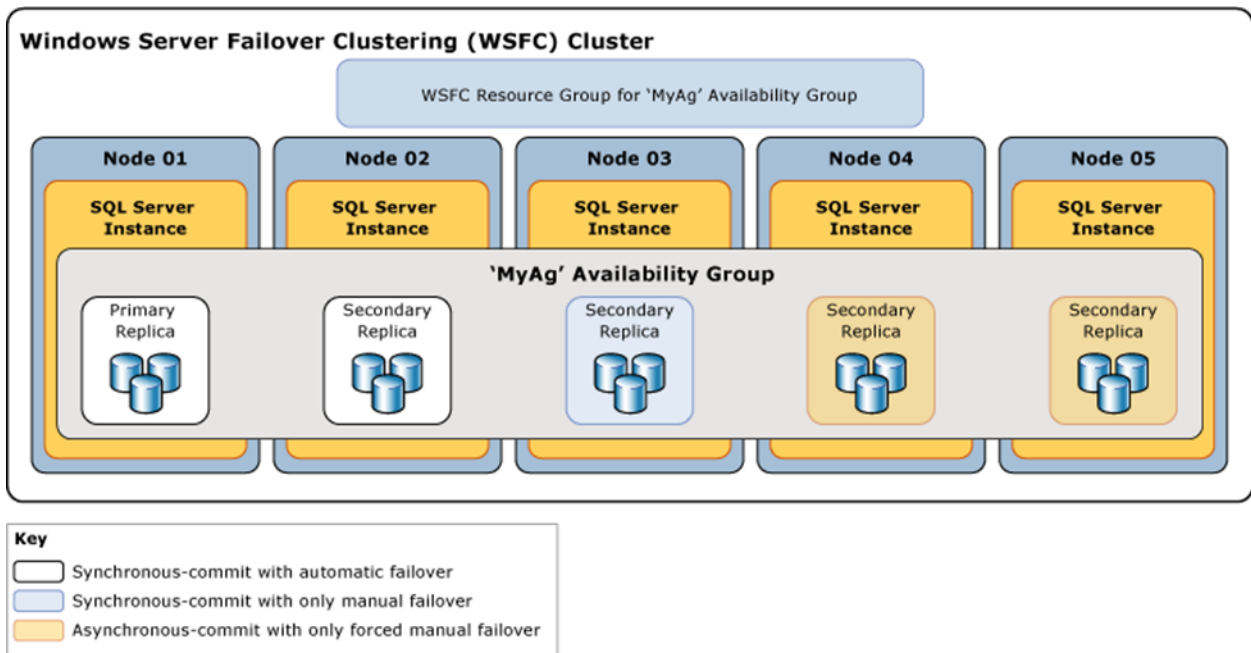 Windows Server Failover Clustering (WSFC) Cluster
WSFC Resource Group for ‘MyAg’ Availability Group
Node 01
SQL Server
Instance
Node 02
SQL Server
Instance
Node 03
SQL Server
Instance
Node 04
SQL Server
Instance
Node 05
SQL Server
Instance
‘MyAg’ Availability Group
Primary
Replica
Secondary
Replica
Secondary
Replica
Secondary
Replica
Secondary
Replica
Key
Synchronous-commit with automatic failover
Synchronous-commit with only manual failover
Asynchronous-commit with only forced manual failover